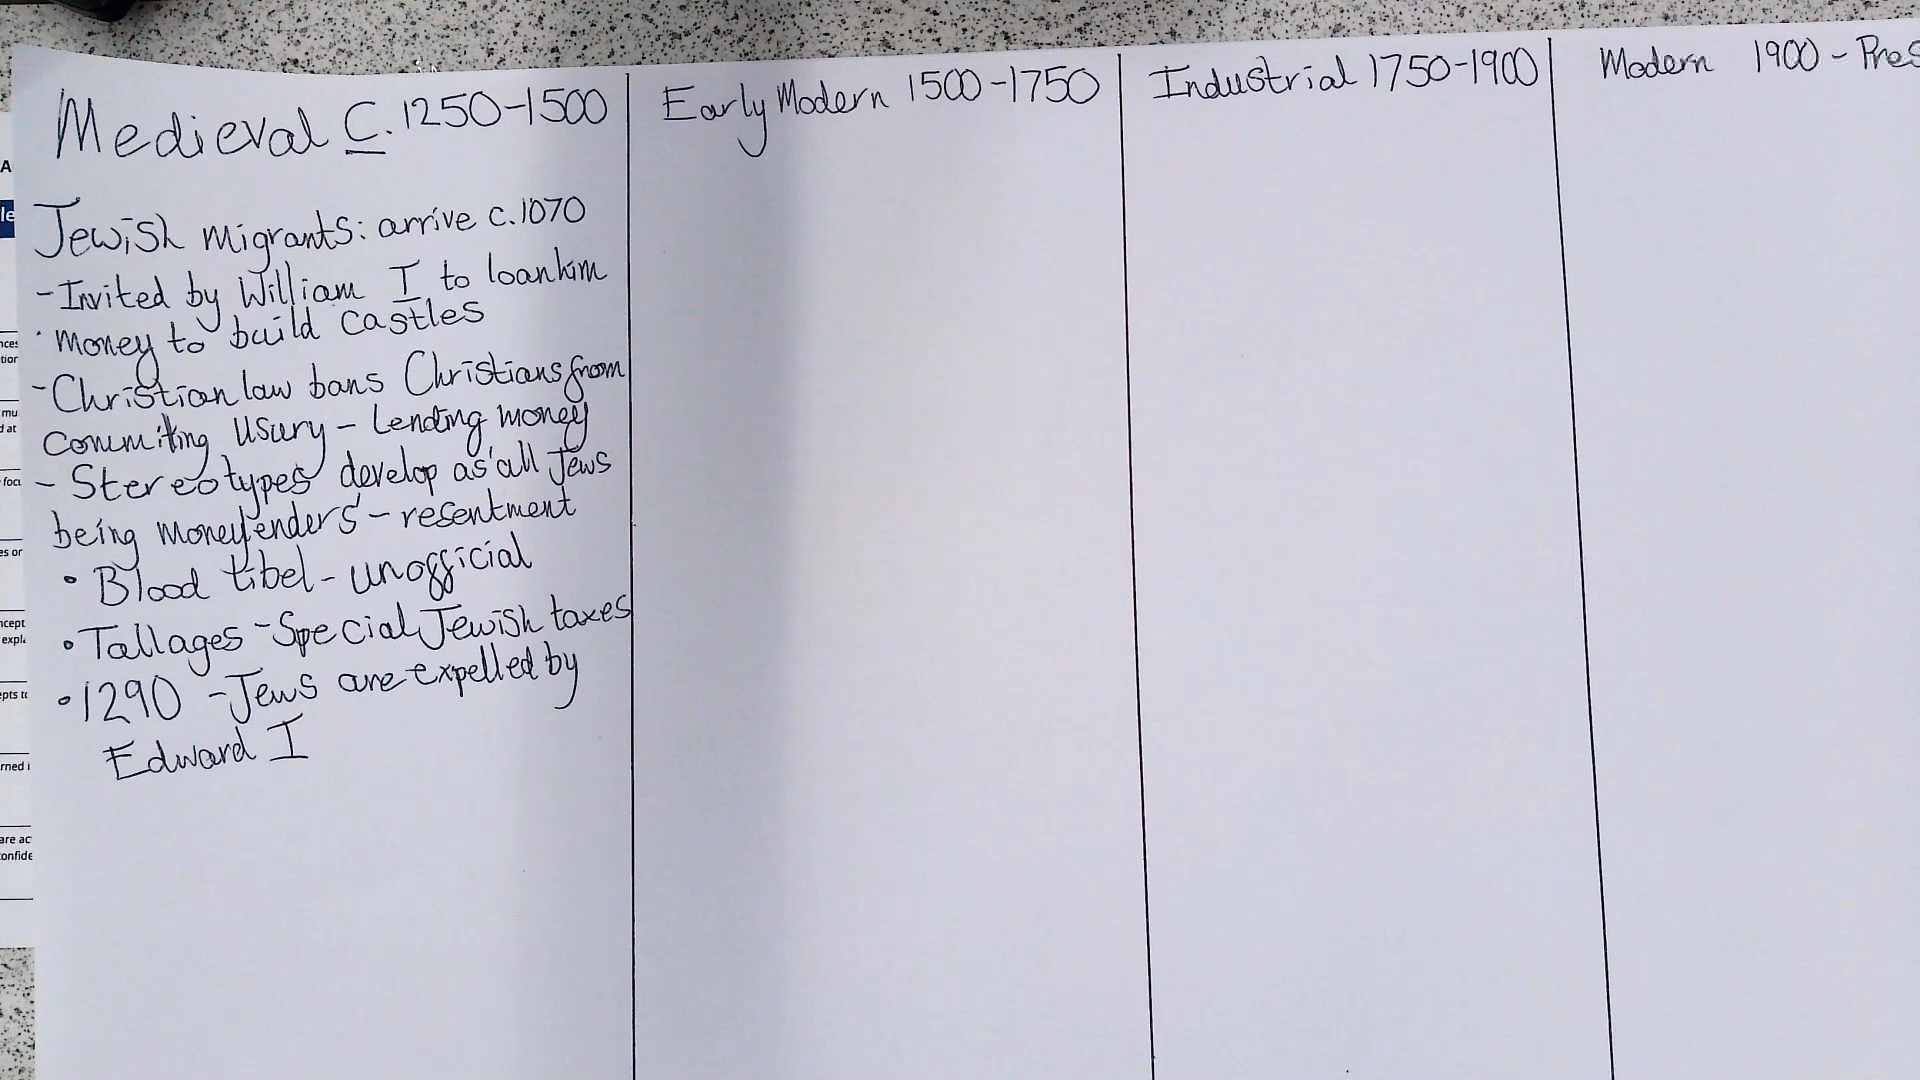 Medieval C. 1250-1500
Jewish migrants: arrive c.1070
- Invited by William I to loan him
money to build castles
- Christian law bans Christians from
commiting usury - lending money
- Stereotypes develop as 'all Jews
being moneylenders' - resentment
• Blood libel - unofficial
• Tallages - Special Jewish taxes
• 1290 - Jews are expelled by
Edward I
Early Modern 1500-1750
Industrial 1750-1900
Modern 1900 - Pres